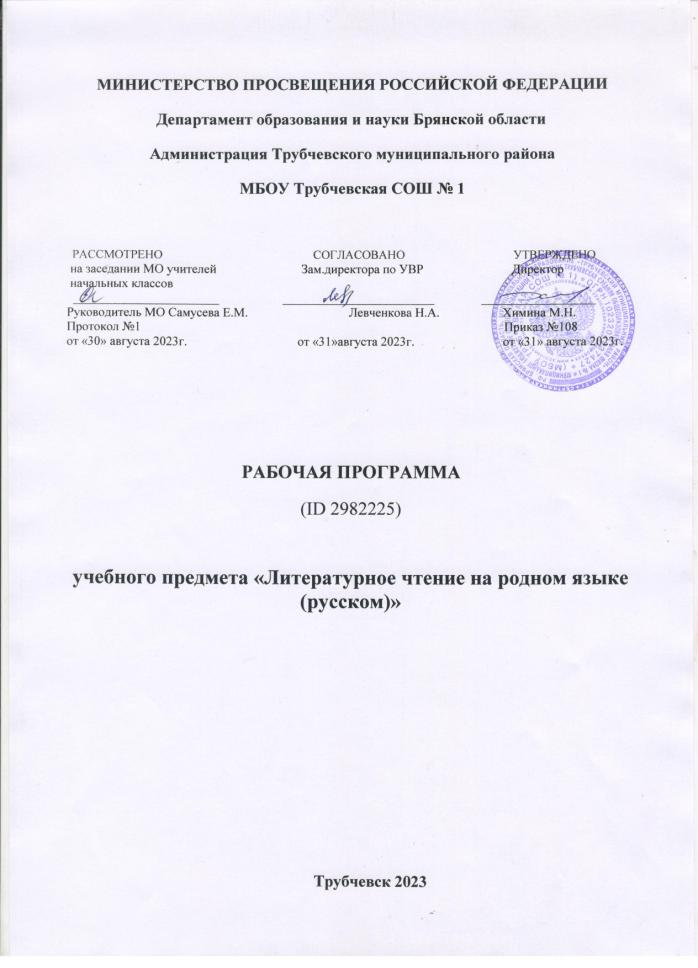 МИНИСТЕРСТВО ПРОСВЕЩЕНИЯ РОССИЙСКОЙ ФЕДЕРАЦИИ
Департамент образования и науки Брянской области
Администрация Трубчевского муниципального района
МБОУ Трубчевская СОШ № 1
РАССМОТРЕНО СОГЛАСОВАНО УТВЕРЖДЕНО
на заседании МО учителей Зам.директора по УВР Директор
начальных классов
Руководитель МО Самусева Е.М. Левченкова Н.А. Химина М.Н.
Протокол №1 Приказ №108
от «30» августа 2023г. от «31»августа 2023г. от «31» августа 2023г.
РАБОЧАЯ ПРОГРАММА
(ID 2982225)
учебного предмета «Литературное чтение на родном языке
(русском)»
Трубчевск 2023